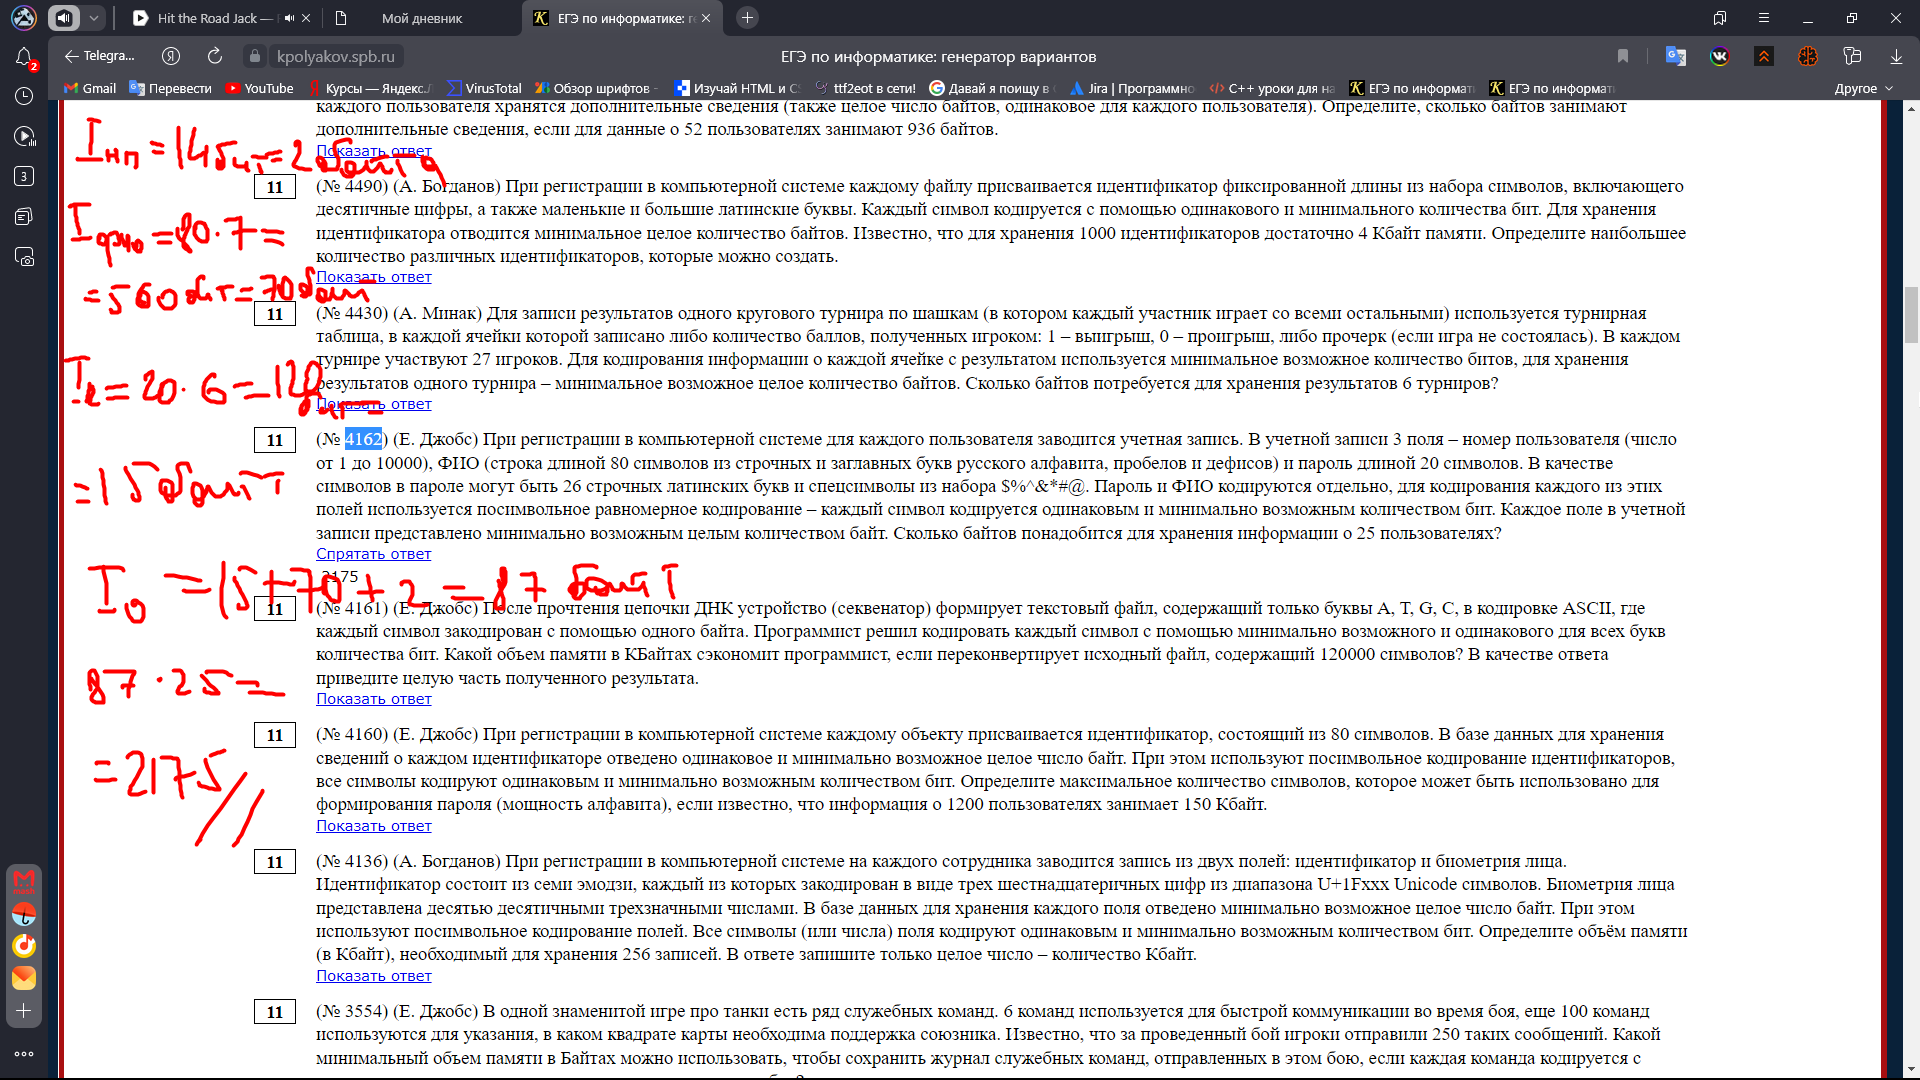 Hit the Road Jack —
Мой дневник
ЕГЭ по информатике: г
Telegra...
kpolyakov.spb.ru
ЕГЭ по информатике: генератор вариантов
Gmail
Перевести
YouTube
Курсы — Яндекс.
VirusTotal
Обзор шрифтов -
Изучай HTML и C
ttf2eot в сети!
Давай я поищу в
Jira | Программно
C++ уроки для на
ЕГЭ по информат
ЕГЭ по информат
Другое
2
3
каждого пользователя хранятся дополнительные сведения (также целое число байтов, одинаковое для каждого пользователя). Определите, сколько байтов занимают
дополнительные сведения, если для данные о 52 пользователях занимают 936 байтов.
Показать ответ
11
(№ 4490) (А. Богданов) При регистрации в компьютерной системе каждому файлу присваивается идентификатор фиксированной длины из набора символов, включающего
десятичные цифры, а также маленькие и большие латинские буквы. Каждый символ кодируется с помощью одинакового и минимального количества бит. Для хранения
идентификатора отводится минимальное целое количество байтов. Известно, что для хранения 1000 идентификаторов достаточно 4 Кбайт памяти. Определите наибольшее
количество различных идентификаторов, которые можно создать.
Показать ответ
11
(№ 4430) (А. Минак) Для записи результатов одного кругового турнира по шашкам (в котором каждый участник играет со всеми остальными) используется турнирная
таблица, в каждой ячейки которой записано либо количество баллов, полученных игроком: 1 – выигрыш, 0 – проигрыш, либо прочерк (если игра не состоялась). В каждом
турнире участвуют 27 игроков. Для кодирования информации о каждой ячейке с результатом используется минимальное возможное количество битов, для хранения
результатов одного турнира – минимальное возможное целое количество байтов. Сколько байтов потребуется для хранения результатов 6 турниров?
Показать ответ
11
(№ 4162) (Е. Джобс) При регистрации в компьютерной системе для каждого пользователя заводится учетная запись. В учетной записи 3 поля – номер пользователя (число
от 1 до 10000), ФИО (строка длиной 80 символов из строчных и заглавных букв русского алфавита, пробелов и дефисов) и пароль длиной 20 символов. В качестве
символов в пароле могут быть 26 строчных латинских букв и спецсимволы из набора $%^&*#@. Пароль и ФИО кодируются отдельно, для кодирования каждого из этих
полей используется посимвольное равномерное кодирование – каждый символ кодируется одинаковым и минимально возможным количеством бит. Каждое поле в учетной
записи представлено минимально возможным целым количеством байт. Сколько байтов понадобится для хранения информации о 25 пользователях?
Спрятать ответ
2175
11
(№ 4161) (Е. Джобс) После прочтения цепочки ДНК устройство (секвенатор) формирует текстовый файл, содержащий только буквы A, T, G, C, в кодировке ASCII, где
каждый символ закодирован с помощью одного байта. Программист решил кодировать каждый символ с помощью минимально возможного и одинакового для всех букв
количества бит. Какой объем памяти в КБайтах сэкономит программист, если переконвертирует исходный файл, содержащий 120000 символов? В качестве ответа
приведите целую часть полученного результата.
Показать ответ
11
(№ 4160) (Е. Джобс) При регистрации в компьютерной системе каждому объекту присваивается идентификатор, состоящий из 80 символов. В базе данных для хранения
сведений о каждом идентификаторе отведено одинаковое и минимально возможное целое число байт. При этом используют посимвольное кодирование идентификаторов,
все символы кодируют одинаковым и минимально возможным количеством бит. Определите максимальное количество символов, которое может быть использовано для
формирования пароля (мощность алфавита), если известно, что информация о 1200 пользователях занимает 150 Кбайт.
Показать ответ
11
(№ 4136) (А. Богданов) При регистрации в компьютерной системе на каждого сотрудника заводится запись из двух полей: идентификатор и биометрия лица.
Идентификатор состоит из семи эмодзи, каждый из которых закодирован в виде трех шестнадцатеричных цифр из диапазона U+1Fxxx Unicode символов. Биометрия лица
представлена десятью десятичными трехзначными числами. В базе данных для хранения каждого поля отведено минимально возможное целое число байт. При этом
используют посимвольное кодирование полей. Все символы (или числа) поля кодируют одинаковым и минимально возможным количеством бит. Определите объём памяти
(в Кбайт), необходимый для хранения 256 записей. В ответе запишите только целое число – количество Кбайт.
Показать ответ
11
(№ 3554) (Е. Джобс) В одной знаменитой игре про танки есть ряд служебных команд. 6 команд используется для быстрой коммуникации во время боя, еще 100 команд
используются для указания, в каком квадрате карты необходима поддержка союзника. Известно, что за проведенный бой игроки отправили 250 таких сообщений. Какой
минимальный объем памяти в Байтах можно использовать, чтобы сохранить журнал служебных команд, отправленных в этом бою, если каждая команда кодируется с
Iнп = 14бит = 2 байта
Iфио = 80 · 7 =
= 560 бит = 70 байт
= 20 · 6 = 120 бит =
= 15 байт
I0 = 15 + 70 + 2 = 87 байт
87 · 25 =
= 2175 //